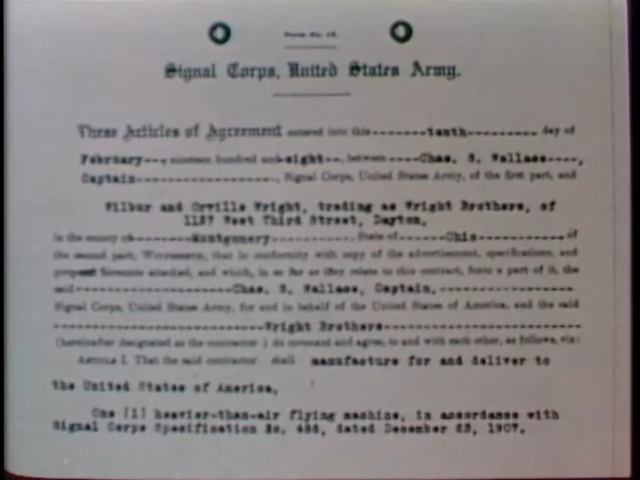 Form No. 13.
Signal Corps, United States Army.
These Articles of Agreement entered into this-------tenth---------- day of
February---, nineteen hundred and-eight--, between----Chas. S. Wallace----,
Captain-----------------, Signal Corps, United States Army, of the first part, and
Wilbur and Orville Wright, trading as Wright Brothers, of
1127 West Third Street, Dayton,
in the county of--------Montgomery----------, State of------Ohio-----------of
the second part, WITNESSETH, that in conformity with copy of the advertisement, specifications, and
proposal hereunto attached, and which, in so far as they relate to this contract, form a part of it, the
said ----------------------Chas. S. Wallace, Captain,------------------
Signal Corps, United States Army, for and in behalf of the United States of America, and the said
---------------------------Wright Brothers-------------------------
(hereinafter designated as the contractor ) do covenant and agree, to and with each other, as follows, viz:
ARTICLE I. That the said contractor shall manufacture for and deliver to
the United States of America,
One (1) heavier-than-air flying machine, in accordance with
Signal Corps Specification No. 486, dated December 23, 1907.